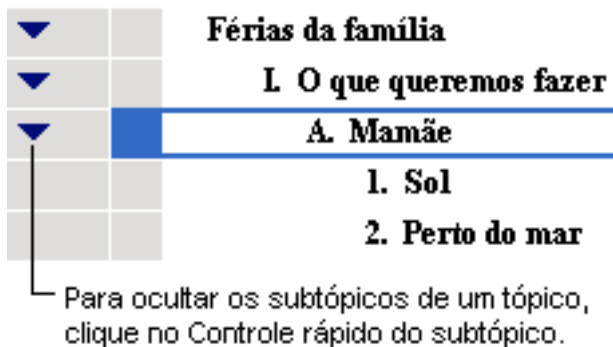 Férias da família
I. O que queremos fazer
A. Mamãe
1. Sol
2. Perto do mar
Para ocultar os subtópicos de um tópico,
clique no Controle rápido do subtópico.